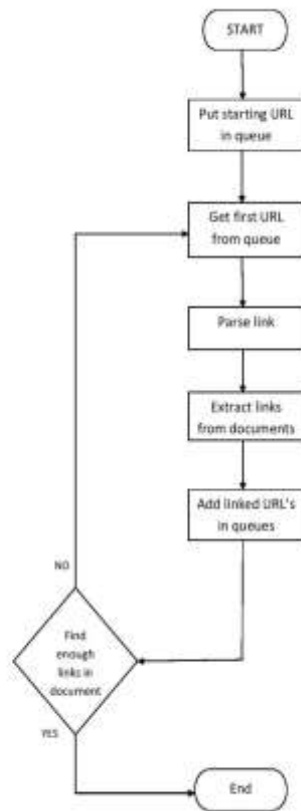 START
Put starting URL
in queue
Get first URL
from queue
Parse link
Extract links
from documents
Add linked URL's
in queues
NO
Find
enough
links in
document
YES
End